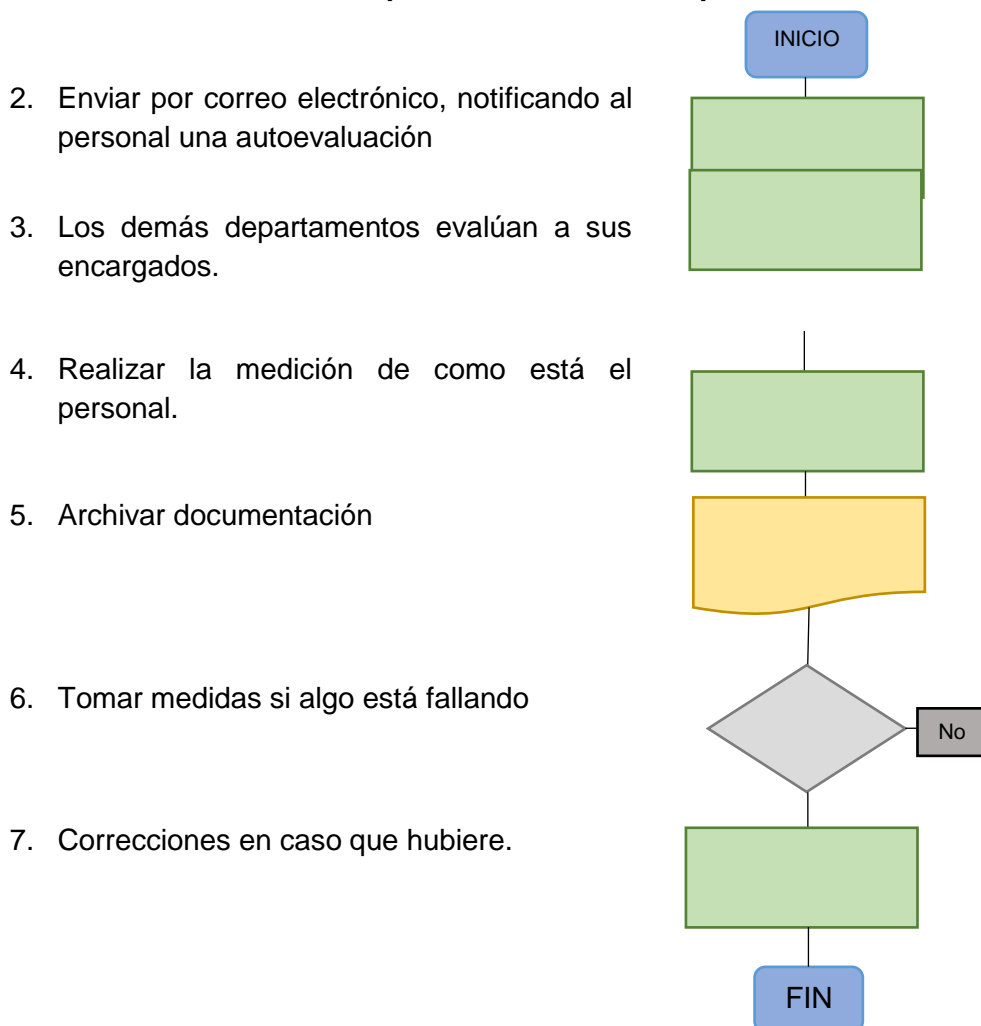 INICIO
2. Enviar por correo electrónico, notificando al
personal una autoevaluación
3. Los demás departamentos evalúan a sus
encargados.
4. Realizar la medición de como está el
personal.
5. Archivar documentación
6. Tomar medidas si algo está fallando
No
7. Correcciones en caso que hubiere.
FIN